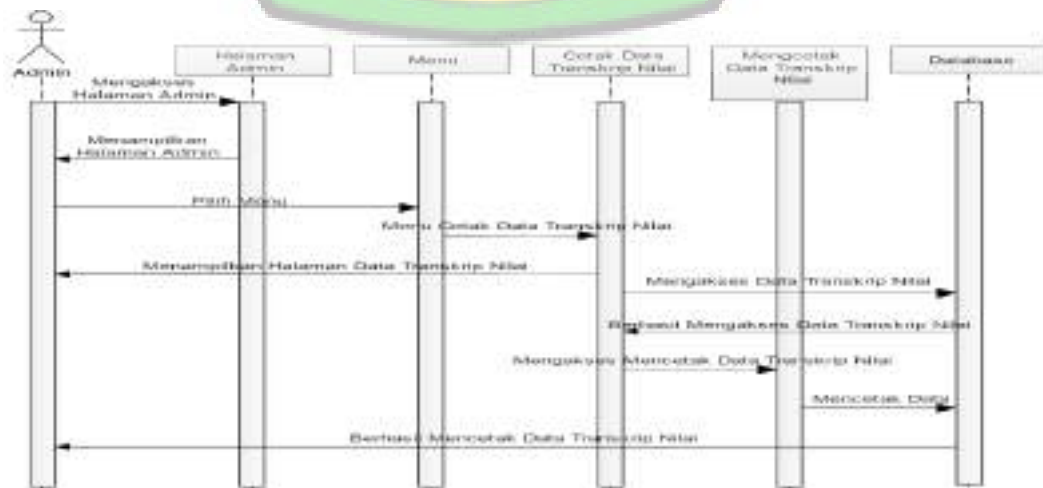 Admin
Halaman
Admin
Menu
Cetak Data
Transkrip Nilai
Mengcetak
Data Transkrip
Nilai
Database
Mengakses
Halaman Admin
Menampilkan
Halaman Admin
Pilih Menu
Menu Cetak Data Transkrip Nilai
Menampilkan Halaman Data Transkrip Nilai
Mengakses Data Transkrip Nilai
Berhasil Mengakses Data Transkrip Nilai
Mengakses Mencetak Data Transkrip Nilai
Mencetak Data
Berhasil Mencetak Data Transkrip Nilai